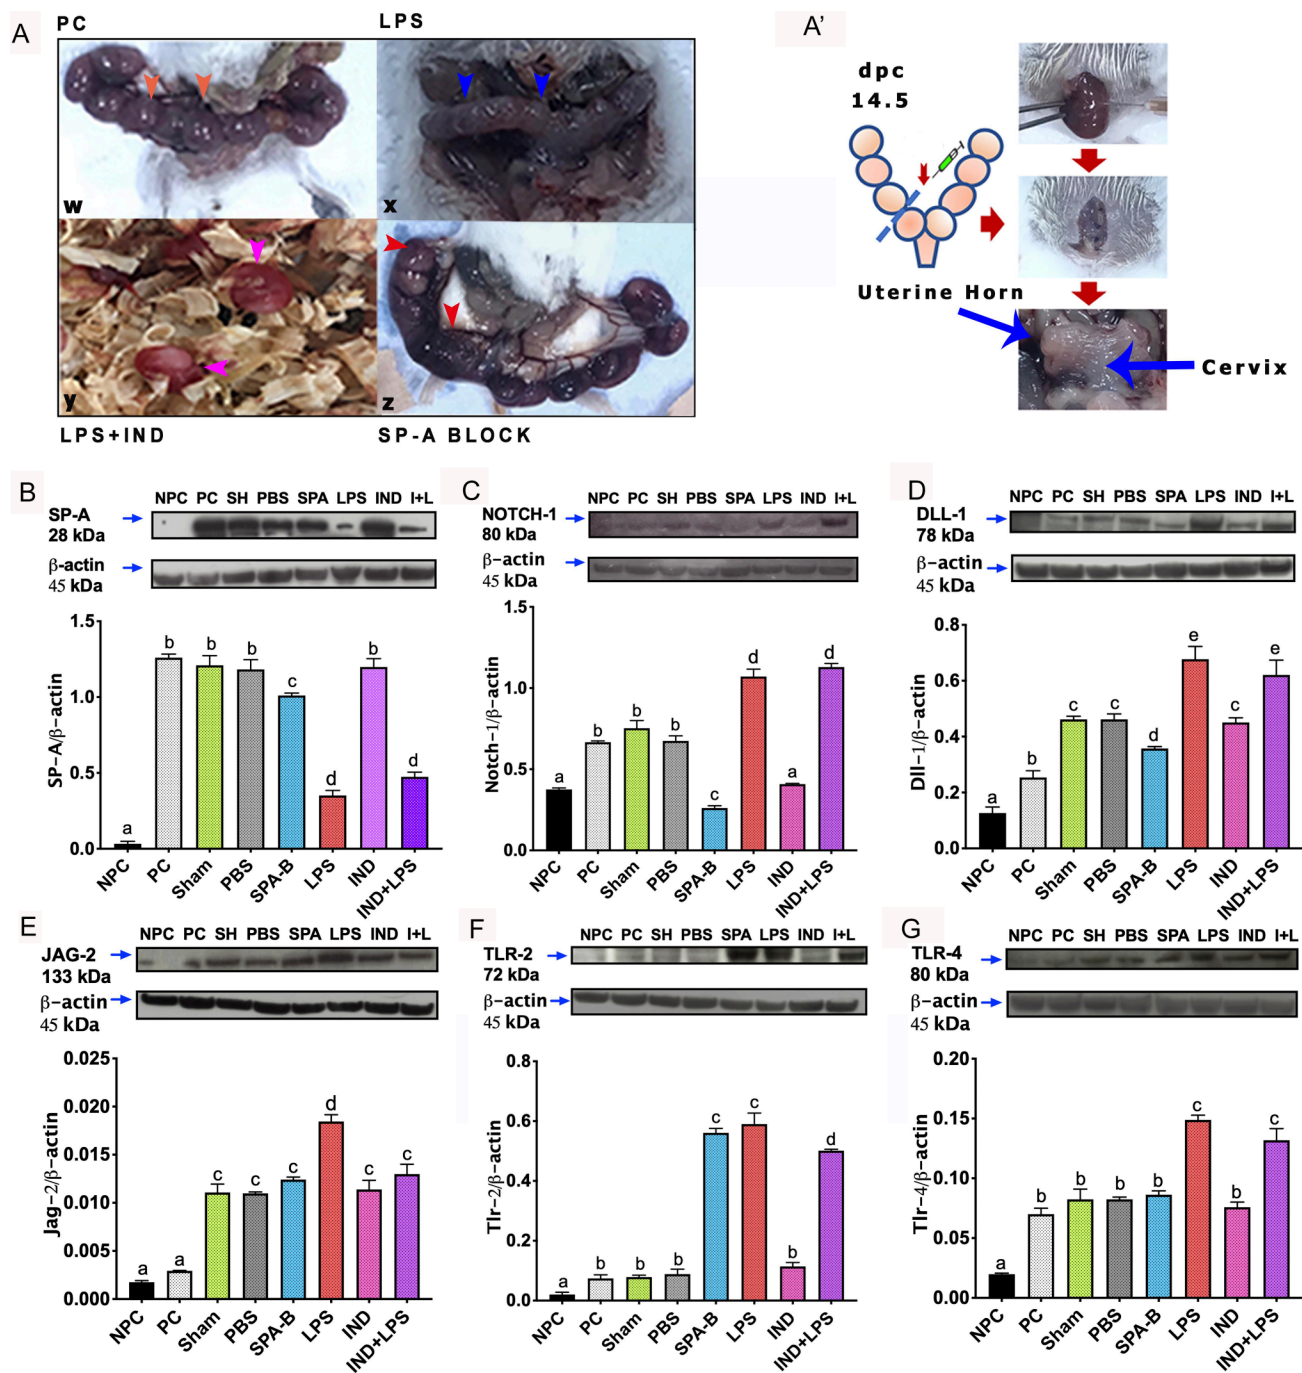 A
PC
LPS
w
x
y
z
LPS+IND
SP-A BLOCK
A'
dpc
14.5
Uterine Horn
Cervix
B
NPC PC SH PBS SPA LPS IND I+L
SP-A
28 kDa
β-actin
45 kDa
SP-A/β-actin
1.5
1.0
0.5
0.0
a b b b c d b d
NPC PC Sham PBS SPA-B LPS IND IND+LPS
C
NPC PC SH PBS SPA LPS IND I+L
NOTCH-1
80 kDa
β-actin
45 kDa
Notch-1/β-actin
1.5
1.0
0.5
0.0
a b b b c d a d
NPC PC Sham PBS SPA-B LPS IND IND+LPS
D
NPC PC SH PBS SPA LPS IND I+L
DLL-1
78 kDa
β-actin
45 kDa
Dll-1/β-actin
0.8
0.6
0.4
0.2
0.0
a b c c d e c e
NPC PC Sham PBS SPA-B LPS IND IND+LPS
E
NPC PC SH PBS SPA LPS IND I+L
JAG-2
133 kDa
β-actin
45 kDa
Jag-2/β-actin
0.025
0.020
0.015
0.010
0.005
0.000
a a c c c d c c
NPC PC Sham PBS SPA-B LPS IND IND+LPS
F
NPC PC SH PBS SPA LPS IND I+L
TLR-2
72 kDa
β-actin
45 kDa
Tlr-2/β-actin
0.8
0.6
0.4
0.2
0.0
a b b b c c b d
NPC PC Sham PBS SPA-B LPS IND IND+LPS
G
NPC PC SH PBS SPA LPS IND I+L
TLR-4
80 kDa
β-actin
45 kDa
Tlr-4/β-actin
0.20
0.15
0.10
0.05
0.00
a b b b b c b c
NPC PC Sham PBS SPA-B LPS IND IND+LPS